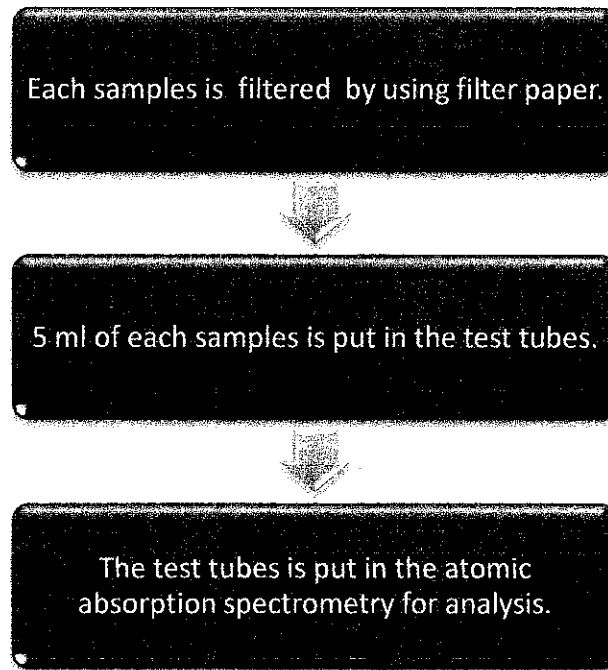 Each samples is filtered by using filter paper.
5 ml of each samples is put in the test tubes.
The test tubes is put in the atomic
absorption spectrometry for analysis.